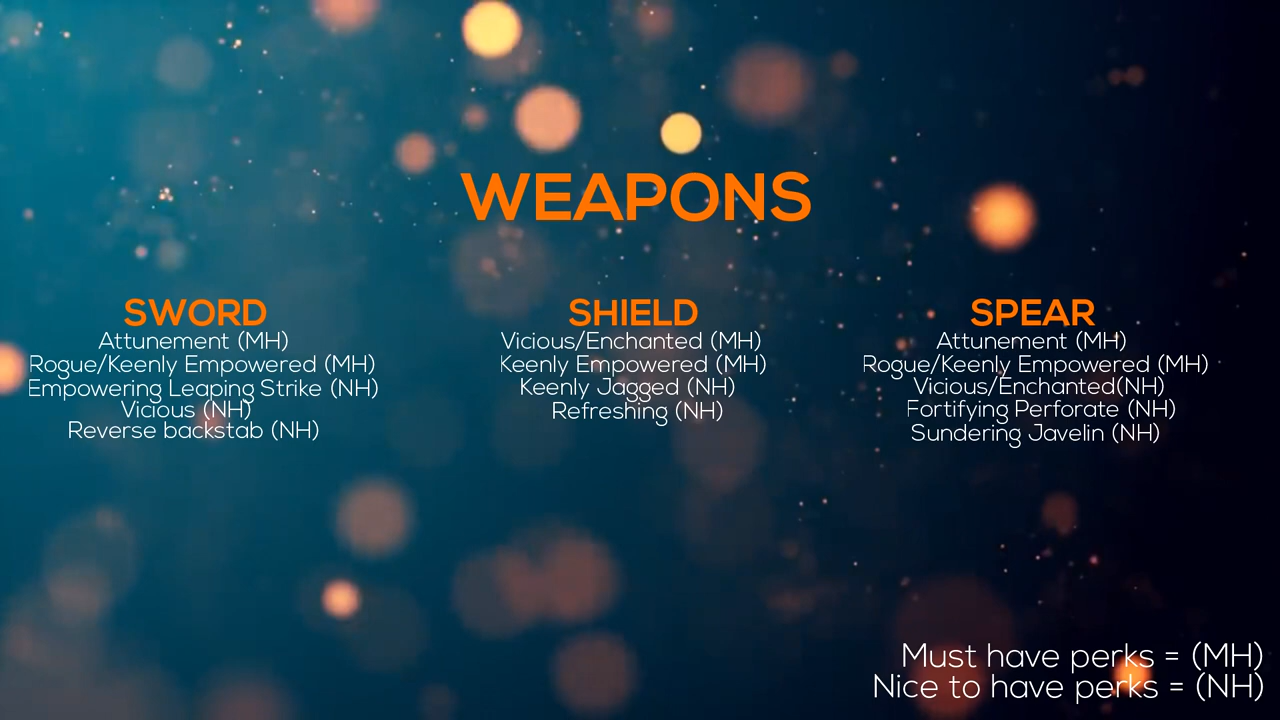 WEAPONS
SWORD
Attunement (MH)
Rogue/Keenly Empowered (MH)
Empowering Leaping Strike (NH)
Vicious (NH)
Reverse backstab (NH)
SHIELD
Vicious/Enchanted (MH)
Keenly Empowered (MH)
Keenly Jagged (NH)
Refreshing (NH)
SPEAR
Attunement (MH)
Rogue/Keenly Empowered (MH)
Vicious/Enchanted(NH)
Fortifying Perforate (NH)
Sundering Javelin (NH)
Must have perks = (MH)
Nice to have perks = (NH)